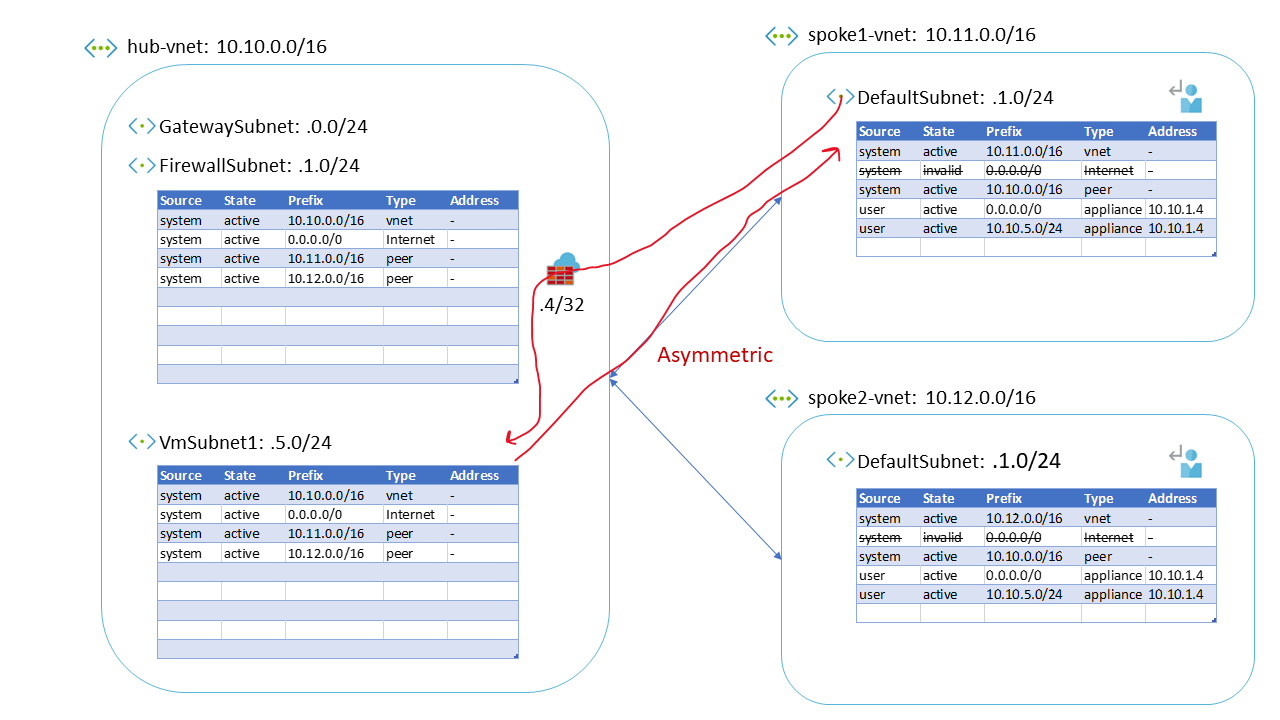 hub-vnet: 10.10.0.0/16
GatewaySubnet: .0.0/24
FirewallSubnet: .1.0/24
Source State Prefix Type Address
system active 10.10.0.0/16 vnet -
system active 0.0.0.0/0 Internet -
system active 10.11.0.0/16 peer -
system active 10.12.0.0/16 peer -
.4/32
VmSubnet1: .5.0/24
Source State Prefix Type Address
system active 10.10.0.0/16 vnet -
system active 0.0.0.0/0 Internet -
system active 10.11.0.0/16 peer -
system active 10.12.0.0/16 peer -
Asymmetric
spoke1-vnet: 10.11.0.0/16
DefaultSubnet: .1.0/24
Source State Prefix Type Address
system active 10.11.0.0/16 vnet -
system invalid 0.0.0.0/0 Internet -
system active 10.10.0.0/16 peer -
user active 0.0.0.0/0 appliance 10.10.1.4
user active 10.10.5.0/24 appliance 10.10.1.4
spoke2-vnet: 10.12.0.0/16
DefaultSubnet: .1.0/24
Source State Prefix Type Address
system active 10.12.0.0/16 vnet -
system invalid 0.0.0.0/0 Internet -
system active 10.10.0.0/16 peer -
user active 0.0.0.0/0 appliance 10.10.1.4
user active 10.10.5.0/24 appliance 10.10.1.4